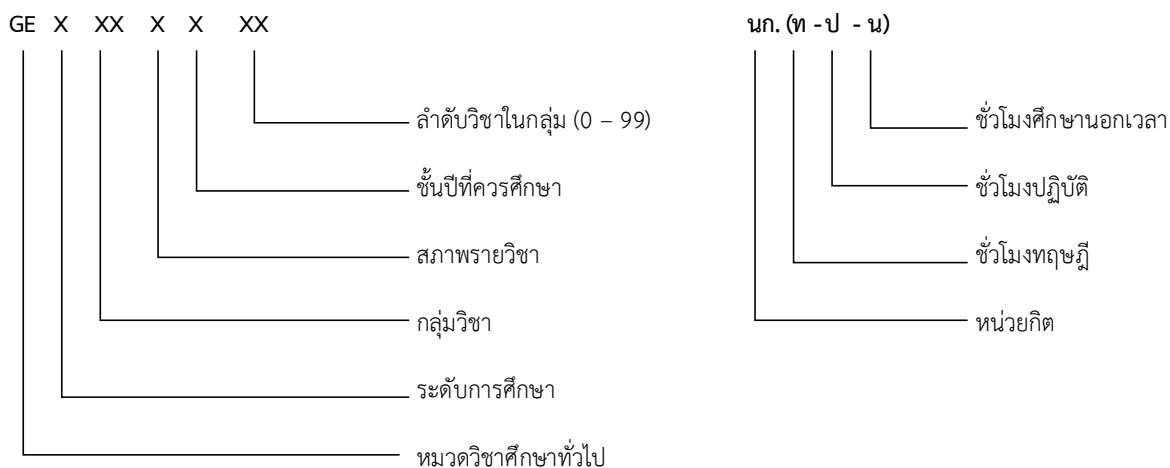 GE X XX X X XX นก. (ท - ป - น)
ลำดับวิชาในกลุ่ม (0 – 99) ชั่วโมงศึกษานอกเวลา
ชั้นปีที่ควรศึกษา ชั่วโมงปฏิบัติ
สภาพรายวิชา ชั่วโมงทฤษฎี
กลุ่มวิชา หน่วยกิต
ระดับการศึกษา
หมวดวิชาศึกษาทั่วไป